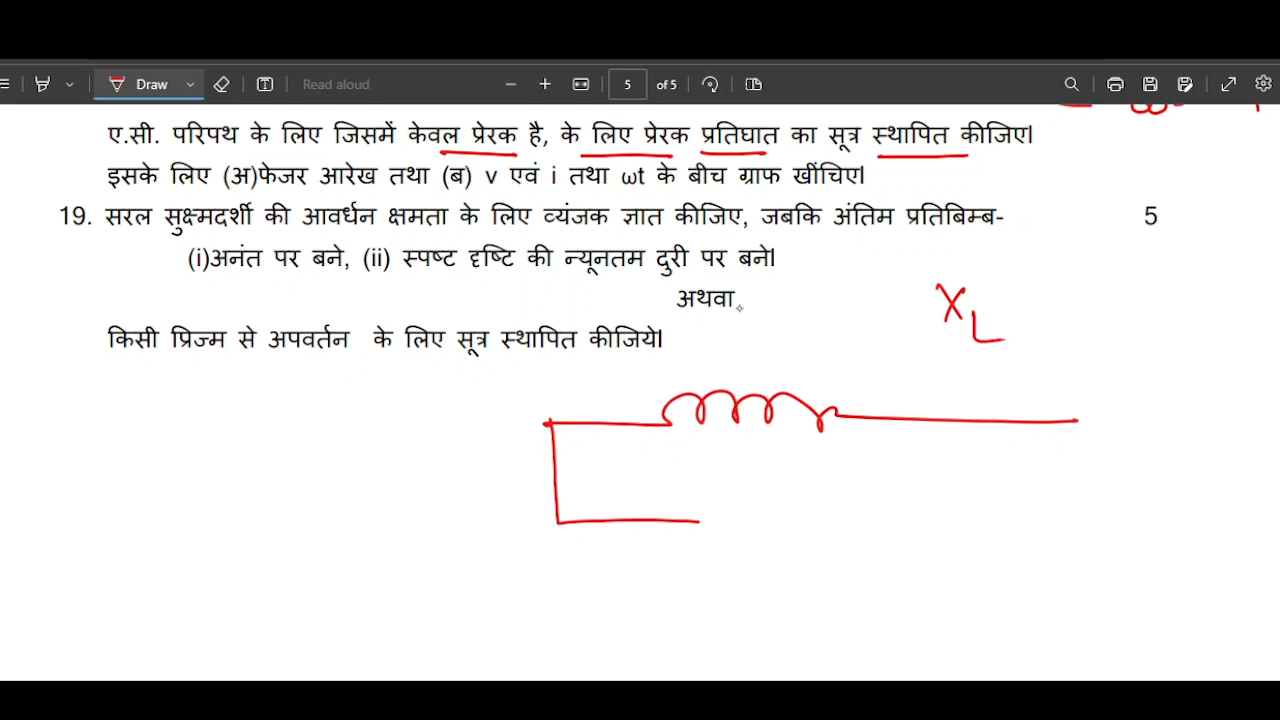 Draw Read aloud 5 of 5
ए.सी. परिपथ के लिए जिसमें केवल प्रेरक है, के लिए प्रेरक प्रतिघात का सूत्र स्थापित कीजिए।
इसके लिए (अ)फेजर आरेख तथा (ब) v एवं i तथा ωt के बीच ग्राफ खींचिए।
19. सरल सुक्ष्मदर्शी की आवर्धन क्षमता के लिए व्यंजक ज्ञात कीजिए, जबकि अंतिम प्रतिबिम्ब- 5
(i)अनंत पर बने, (ii) स्पष्ट दृष्टि की न्यूनतम दुरी पर बने।
अथवा
X_L
किसी प्रिज्म से अपवर्तन के लिए सूत्र स्थापित कीजिये।